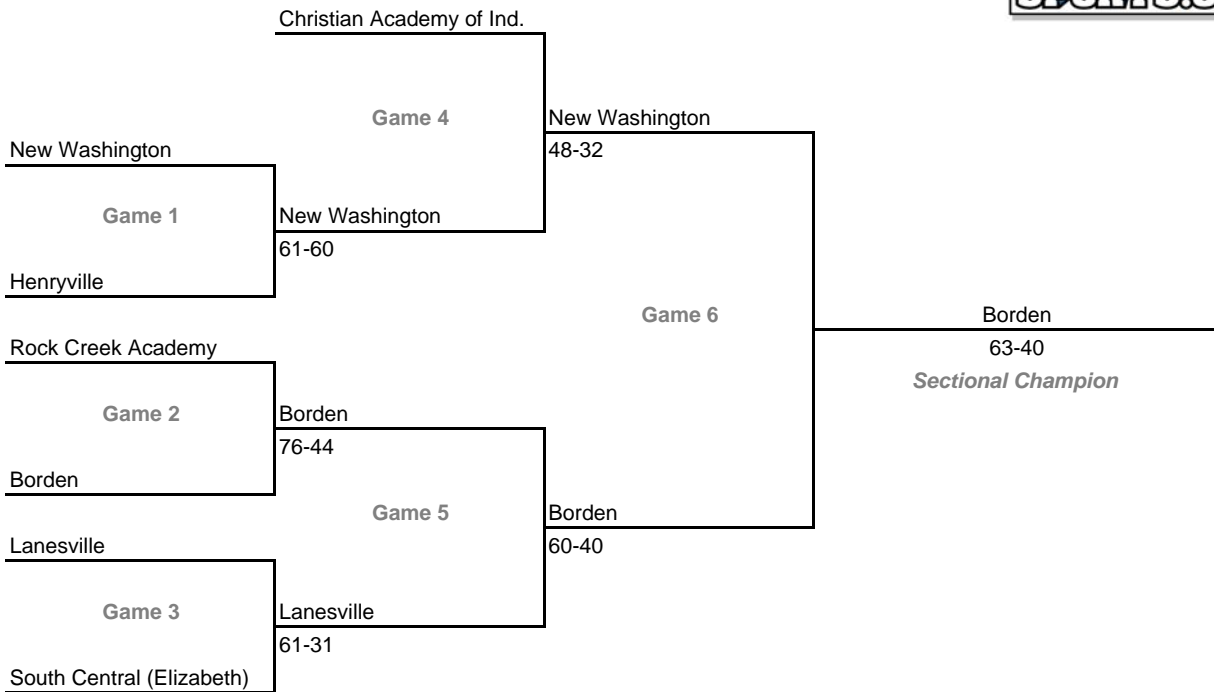 Christian Academy of Ind.
Game 4
New Washington
48-32
New Washington
Game 1
New Washington
61-60
Henryville
Game 6
Borden
63-40
Sectional Champion
Rock Creek Academy
Game 2
Borden
76-44
Borden
Game 5
Borden
60-40
Lanesville
Game 3
Lanesville
61-31
South Central (Elizabeth)